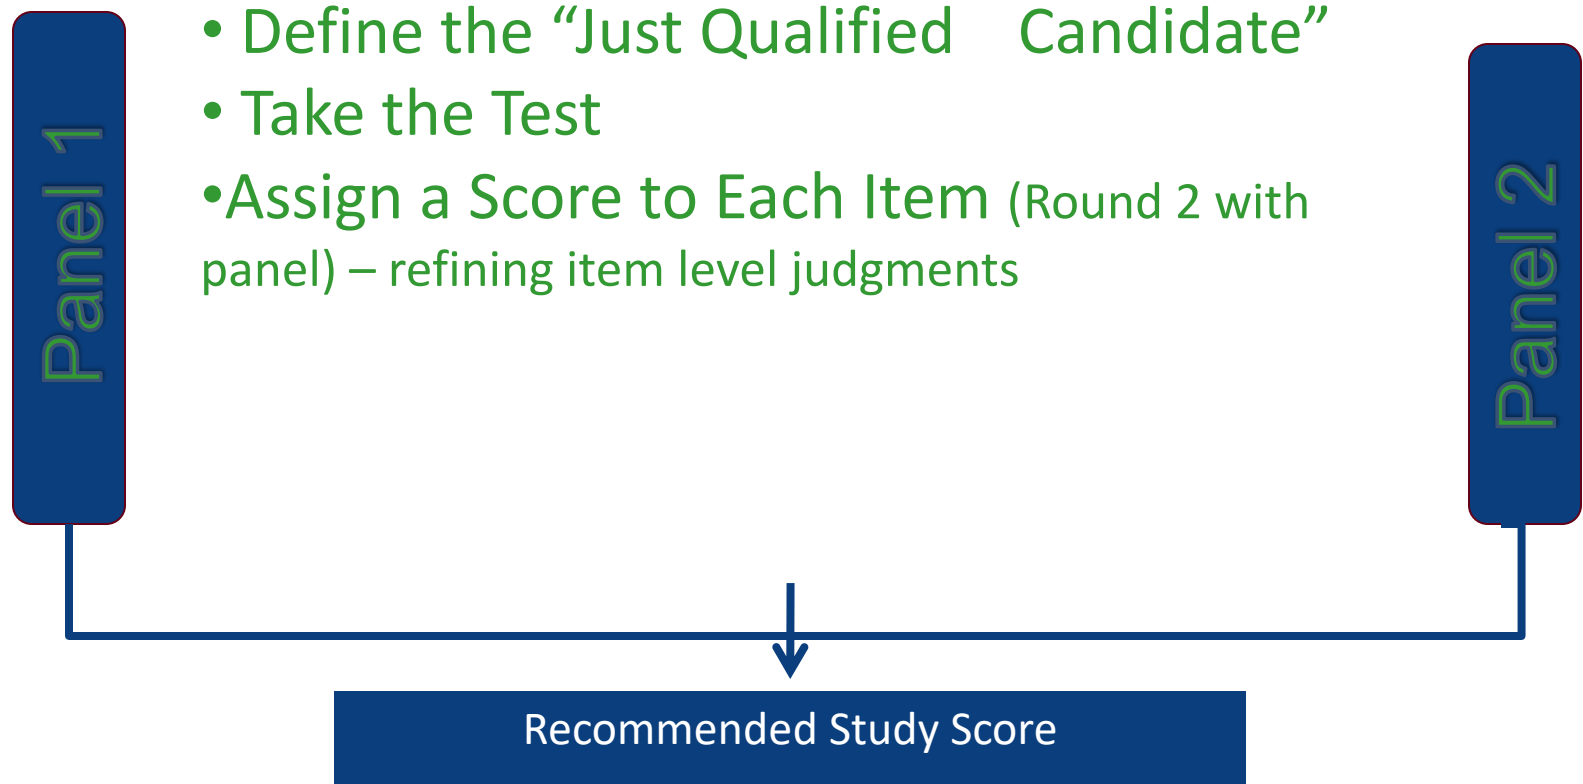 • Define the “Just Qualified Candidate”
• Take the Test
•Assign a Score to Each Item (Round 2 with
panel) – refining item level judgments
Panel 1
Panel 2
Recommended Study Score